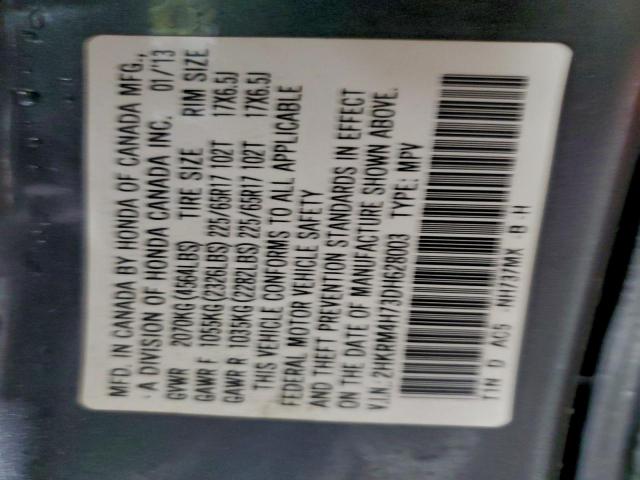 MFD. IN CANADA BY HONDA OF CANADA MFG.,
- A DIVISION OF HONDA CANADA INC. 01/'13
GVWR 2070KG (4564LBS) TIRE SIZE RIM SIZE
GAWR F 1055KG (2326LBS) 225/65R17 102T 17X6.5J
GAWR R 1035KG (2282LBS) 225/65R17 102T 17X6.5J
THIS VEHICLE CONFORMS TO ALL APPLICABLE
FEDERAL MOTOR VEHICLE SAFETY
AND THEFT PREVENTION STANDARDS IN EFFECT
ON THE DATE OF MANUFACTURE SHOWN ABOVE.
V.I.N. 2HKRM4H73DH628003 TYPE: MPV
TIN D AC5 -NH737MX B -H